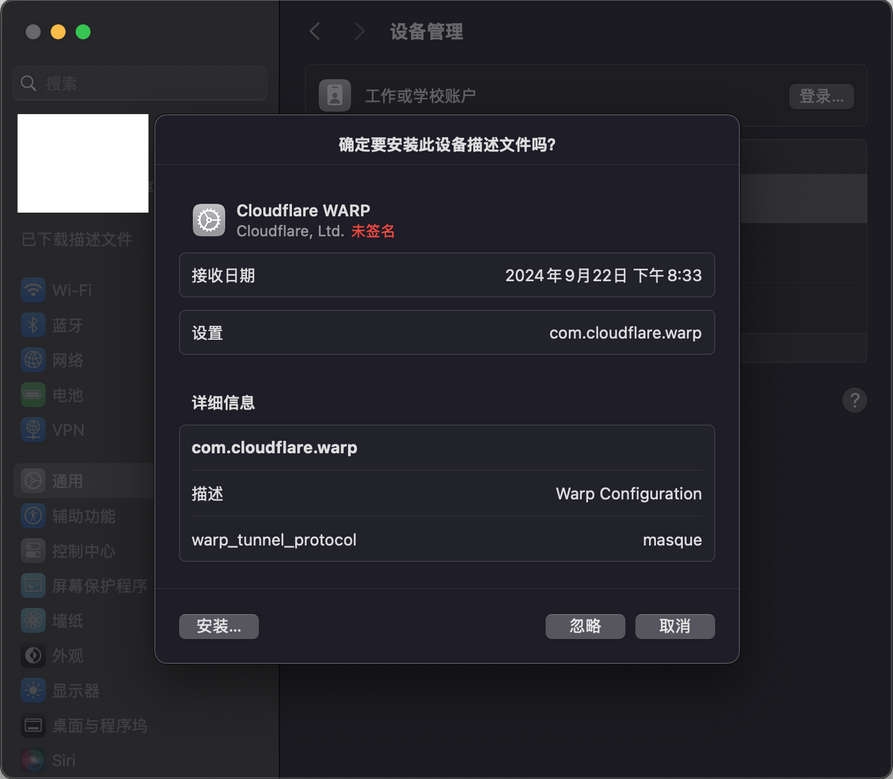 设备管理
搜索
工作或学校账户
登录...
已下载描述文件
Wi-Fi
蓝牙
网络
电池
VPN
通用
辅助功能
控制中心
屏幕保护程序
墙纸
外观
显示器
桌面与程序坞
Siri
确定要安装此设备描述文件吗?
Cloudflare WARP
Cloudflare, Ltd. 未签名
接收日期 2024年9月22日 下午8:33
设置 com.cloudflare.warp
详细信息
com.cloudflare.warp
描述 Warp Configuration
warp_tunnel_protocol masque
安装... 忽略 取消
?